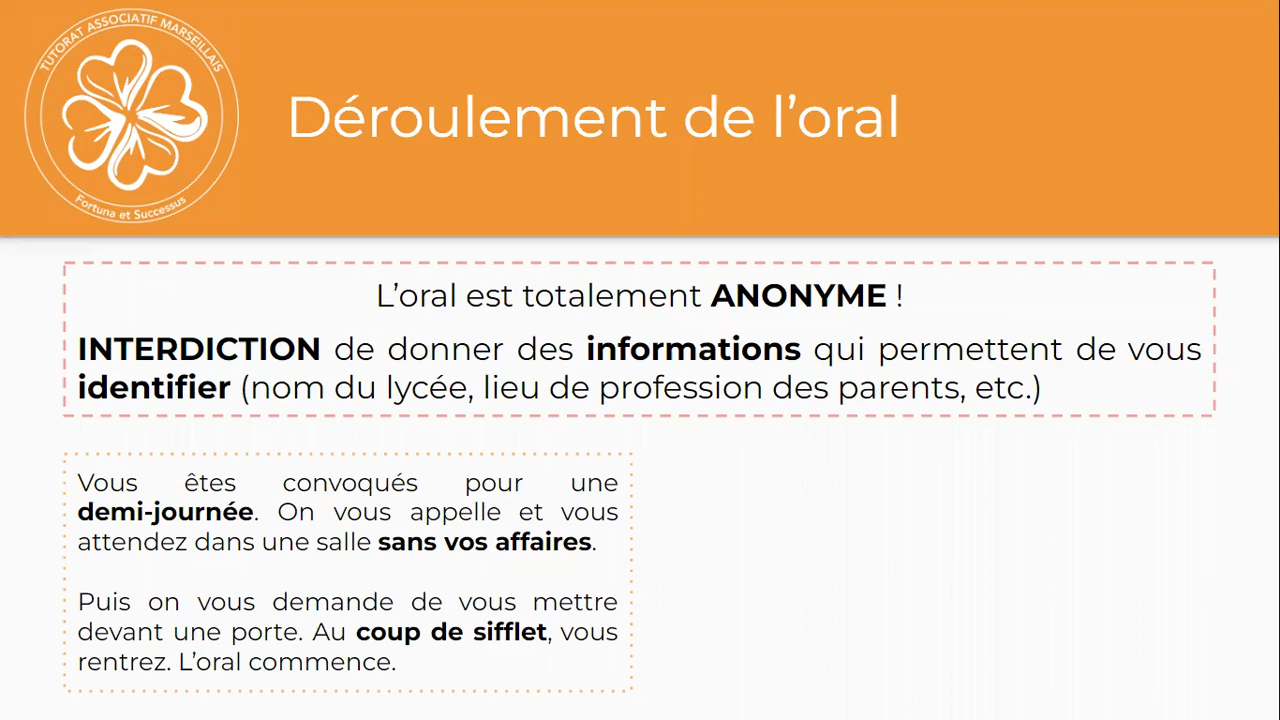 TUTORAT ASSOCIATIF MARSEILLAIS
Fortuna et Successus
Déroulement de l’oral
L’oral est totalement ANONYME !
INTERDICTION de donner des informations qui permettent de vous
identifier (nom du lycée, lieu de profession des parents, etc.)
Vous êtes convoqués pour une
demi-journée. On vous appelle et vous
attendez dans une salle sans vos affaires.
Puis on vous demande de vous mettre
devant une porte. Au coup de sifflet, vous
rentrez. L’oral commence.